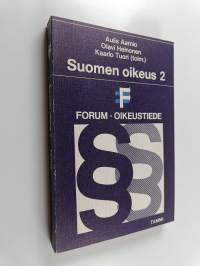 Aulis Aarnio
Olavi Heinonen
Kaarlo Tuori (toim.)
Suomen oikeus 2
F
FORUM · OIKEUSTIEDE
§§
TAMMI